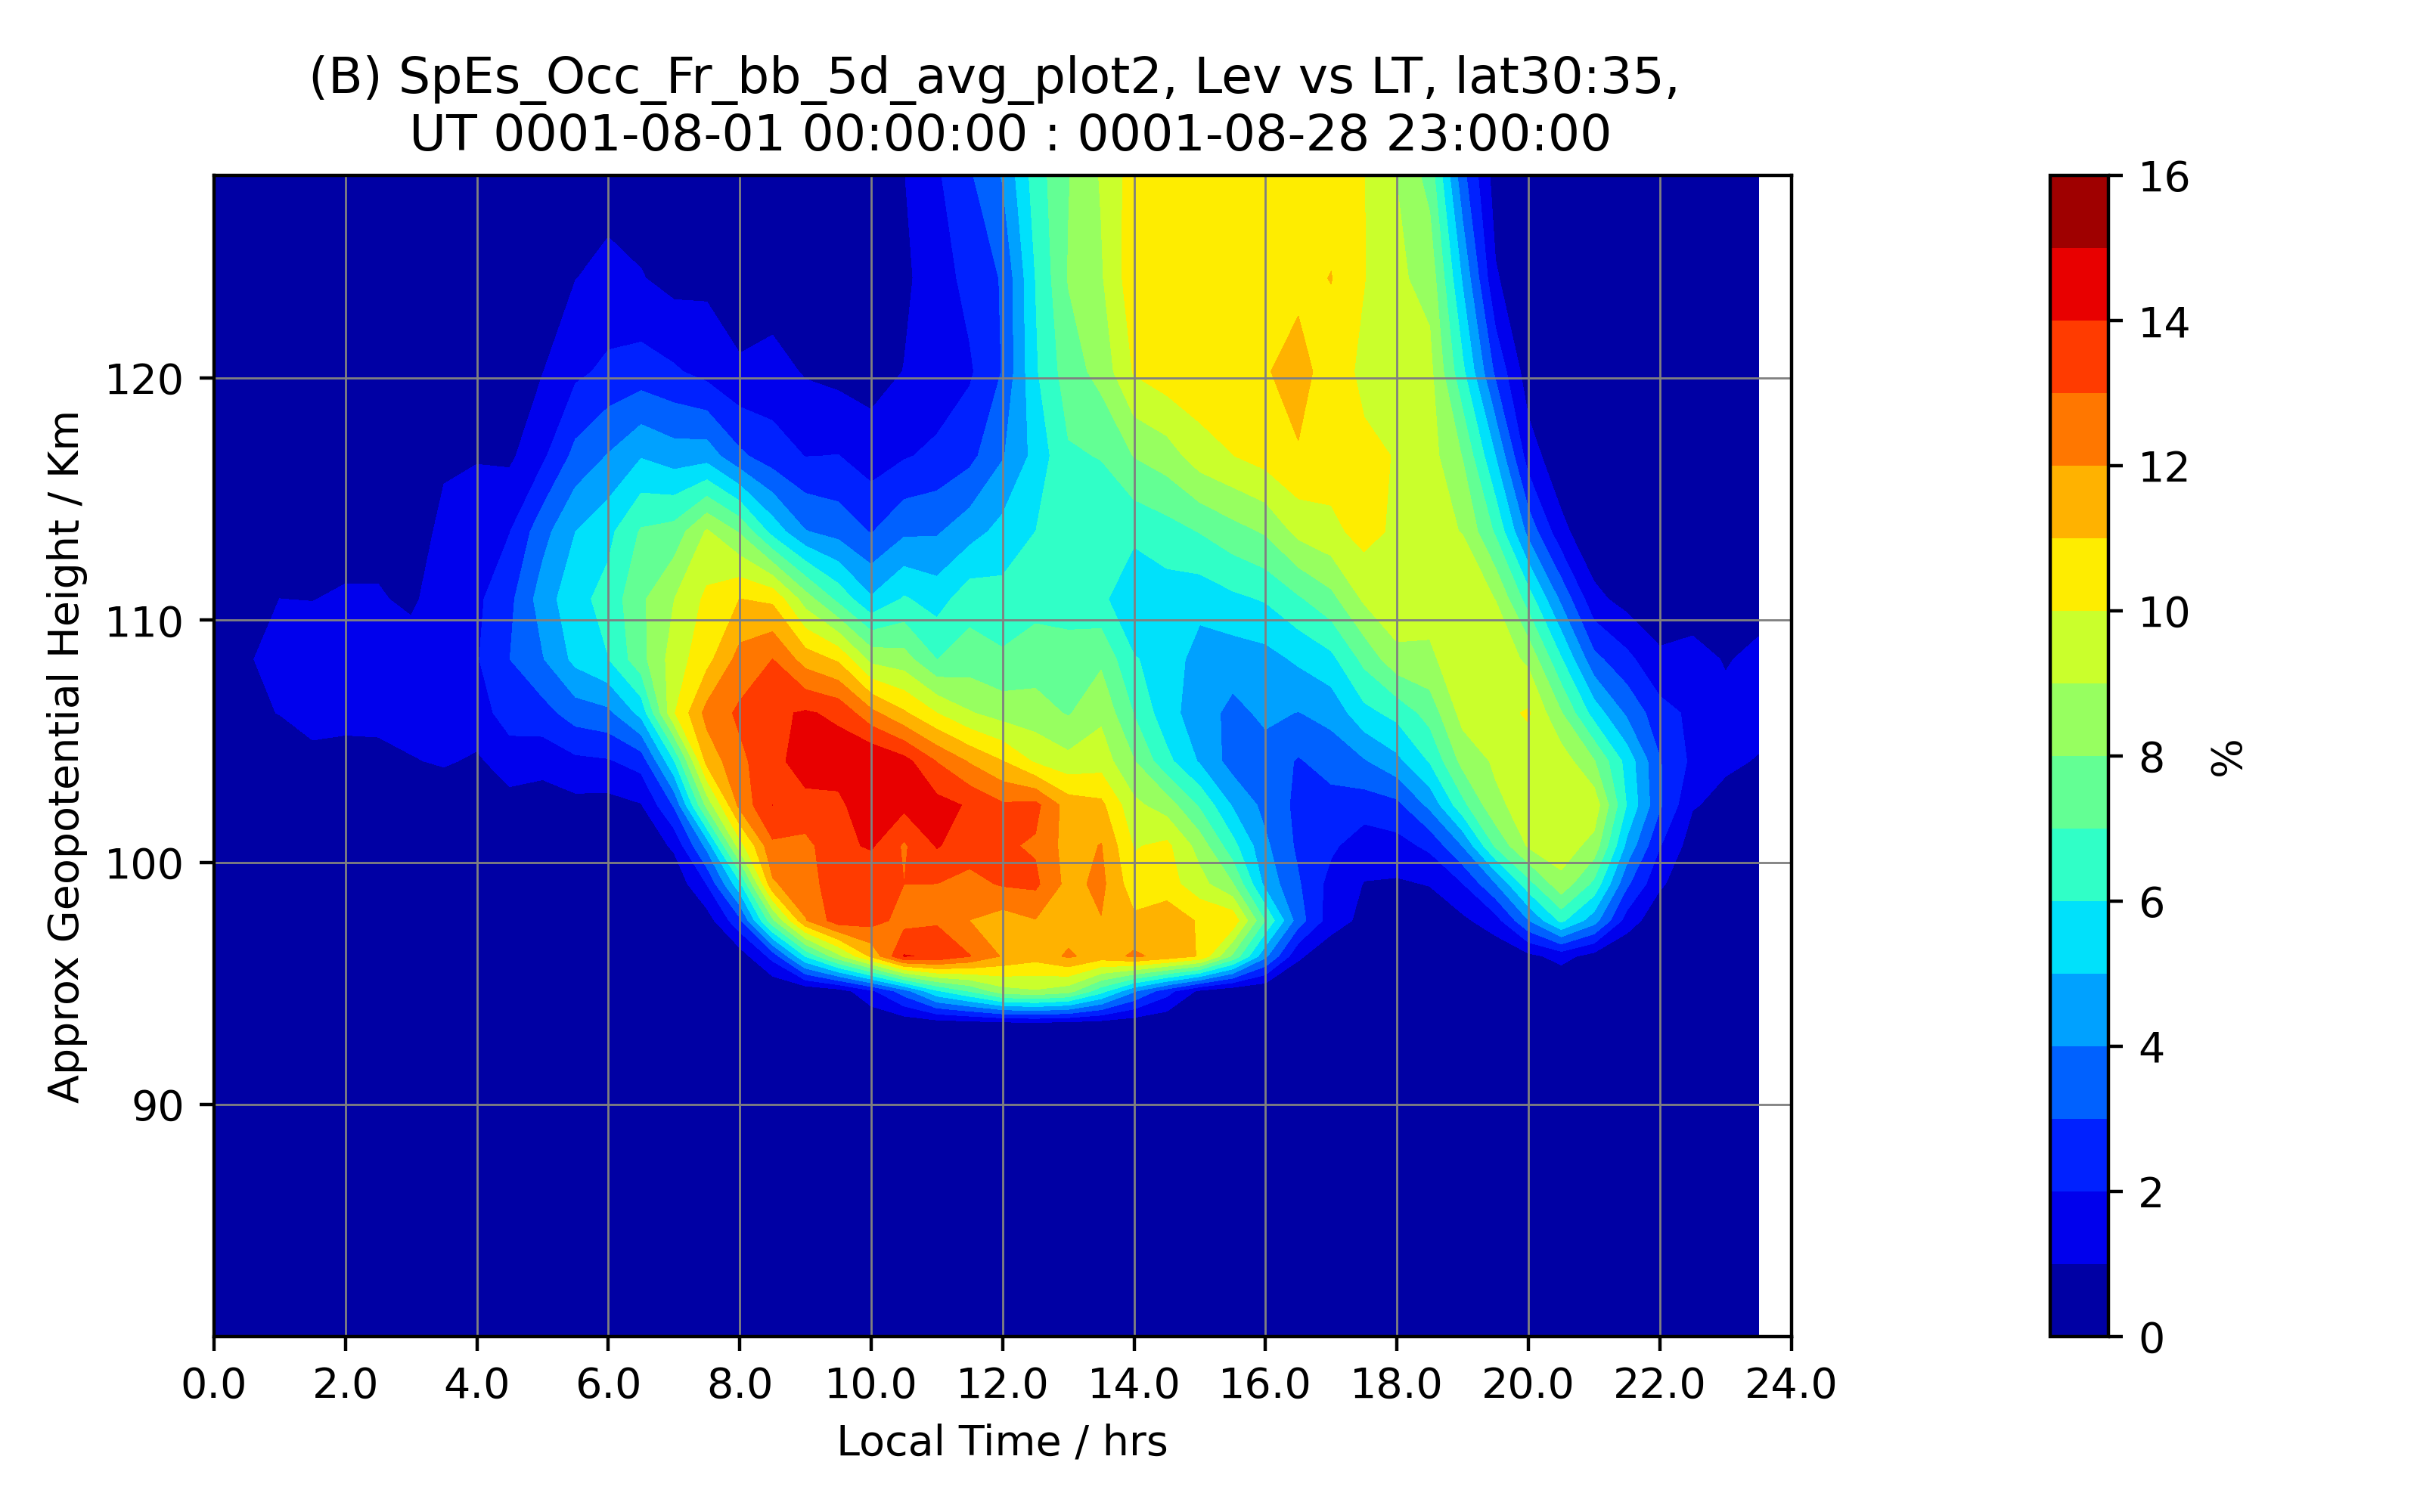 (B) SpEs_Occ_Fr_bb_5d_avg_plot2, Lev vs LT, lat30:35,
UT 0001-08-01 00:00:00 : 0001-08-28 23:00:00
Approx Geopotential Height / Km
120
110
100
90
0.0 2.0 4.0 6.0 8.0 10.0 12.0 14.0 16.0 18.0 20.0 22.0 24.0
Local Time / hrs
16
14
12
10
8
6
4
2
0
%